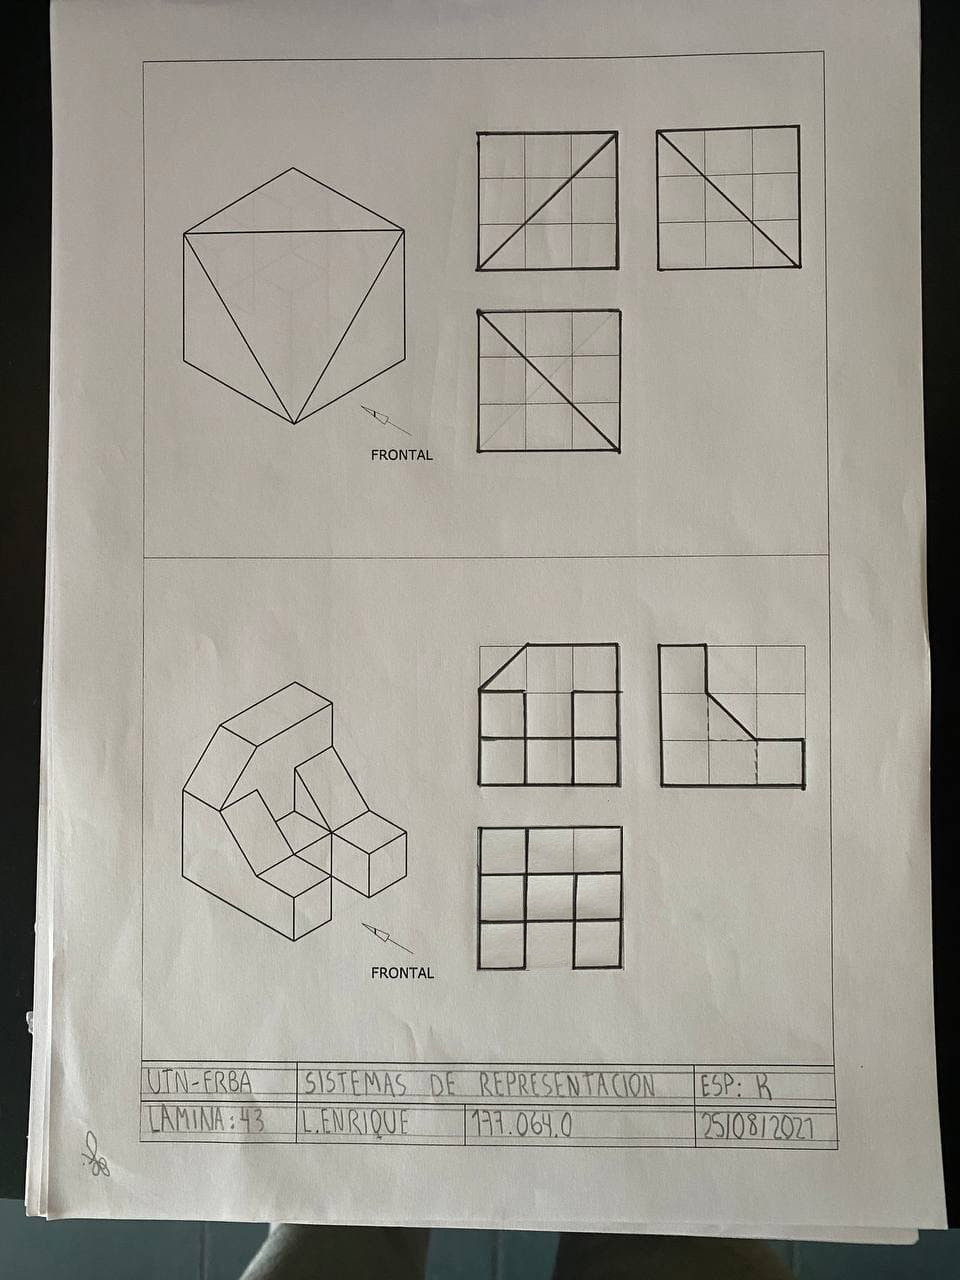 FRONTAL
FRONTAL
UTN-FRBA SISTEMAS DE REPRESENTACION ESP: K
LAMINA: 43 L.ENRIQUE 177.064.0 25/08/2021